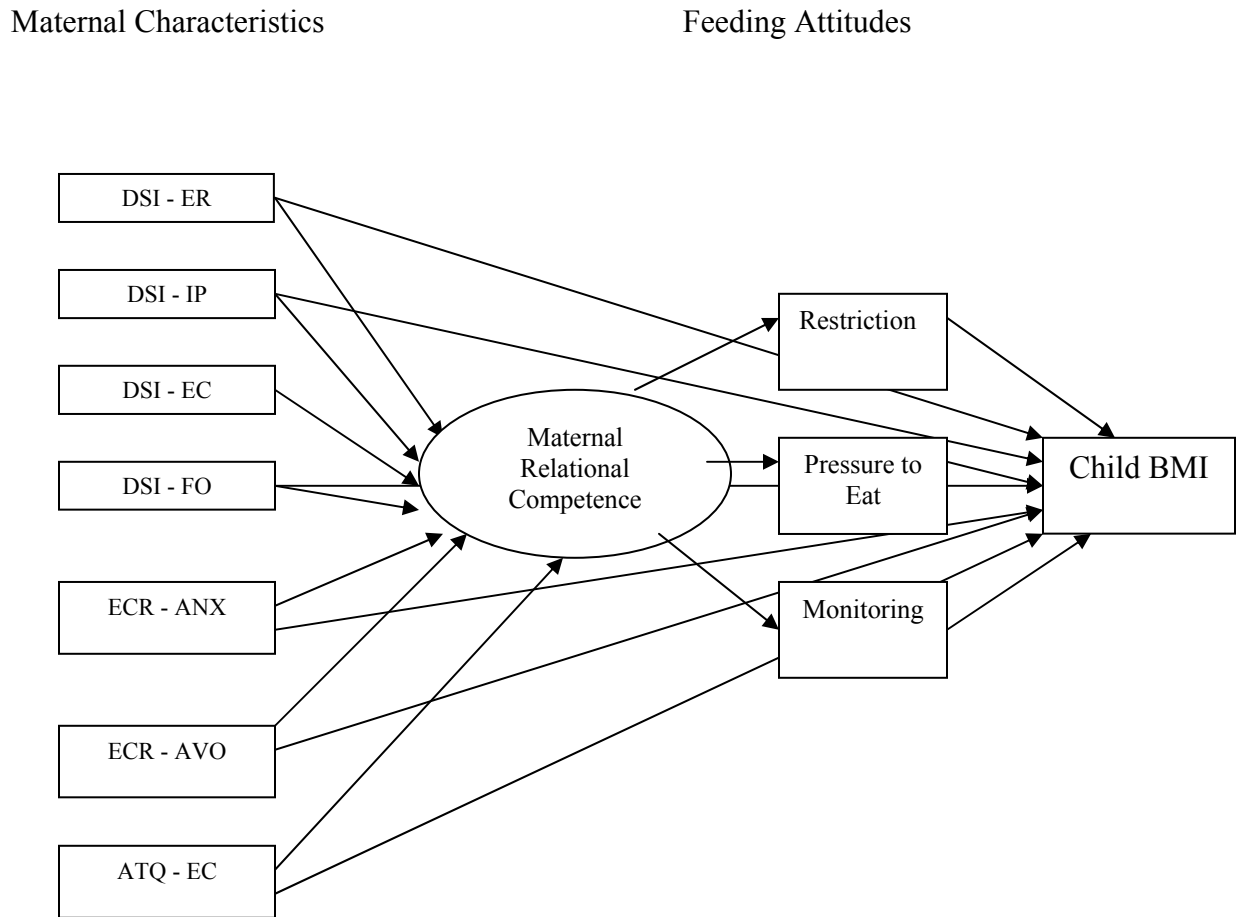 Maternal Characteristics
Feeding Attitudes
DSI - ER
DSI - IP
DSI - EC
DSI - FO
ECR - ANX
ECR - AVO
ATQ - EC
Maternal
Relational
Competence
Restriction
Pressure to
Eat
Monitoring
Child BMI